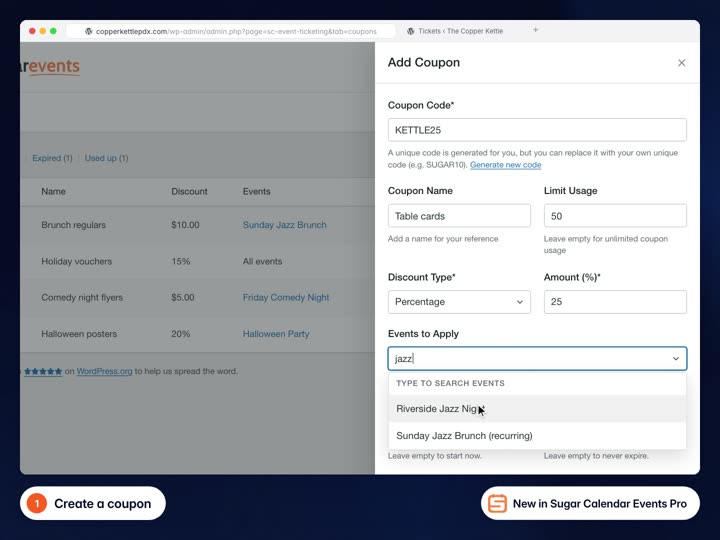 copperkettlepdx.com/wp-admin/admin.php?page=sc-event-ticketing&tab=coupons
Tickets ‹ The Copper Kettle
+
arevents
Expired (1) Used up (1)
Name Discount Events
Brunch regulars $10.00 Sunday Jazz Brunch
Holiday vouchers 15% All events
Comedy night flyers $5.00 Friday Comedy Night
Halloween posters 20% Halloween Party
★★★★★ on WordPress.org to help us spread the word.
Add Coupon
×
Coupon Code*
KETTLE25
A unique code is generated for you, but you can replace it with your own unique
code (e.g. SUGAR10). Generate new code
Coupon Name Limit Usage
Table cards 50
Add a name for your reference Leave empty for unlimited coupon
usage
Discount Type* Amount (%)*
Percentage 25
Events to Apply
jazz
TYPE TO SEARCH EVENTS
Riverside Jazz Night
Sunday Jazz Brunch (recurring)
Leave empty to start now. Leave empty to never expire.
1 Create a coupon
New in Sugar Calendar Events Pro